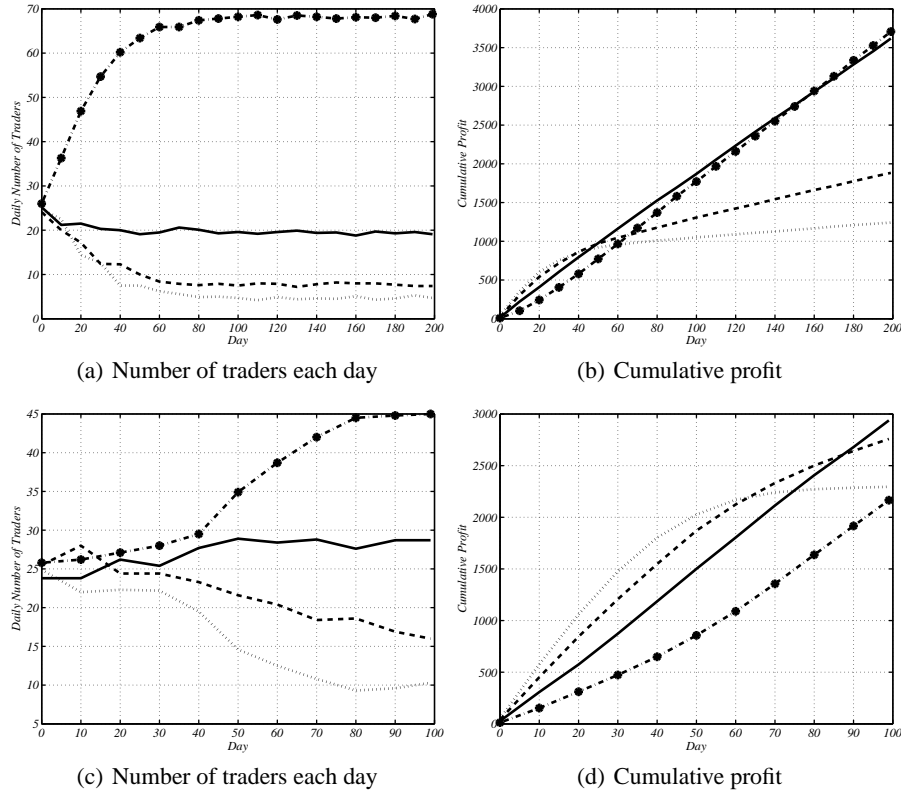 70
60
50
40
30
20
10
0
Daily Number of Traders
0 20 40 60 80 100 120 140 160 180 200
Day
(a) Number of traders each day
4000
3500
3000
2500
2000
1500
1000
500
0
Cumulative Profit
0 20 40 60 80 100 120 140 160 180 200
Day
(b) Cumulative profit
45
40
35
30
25
20
15
10
5
Daily Number of Traders
0 10 20 30 40 50 60 70 80 90 100
Day
(c) Number of traders each day
3000
2500
2000
1500
1000
500
0
Cumulative Profit
0 10 20 30 40 50 60 70 80 90 100
Day
(d) Cumulative profit